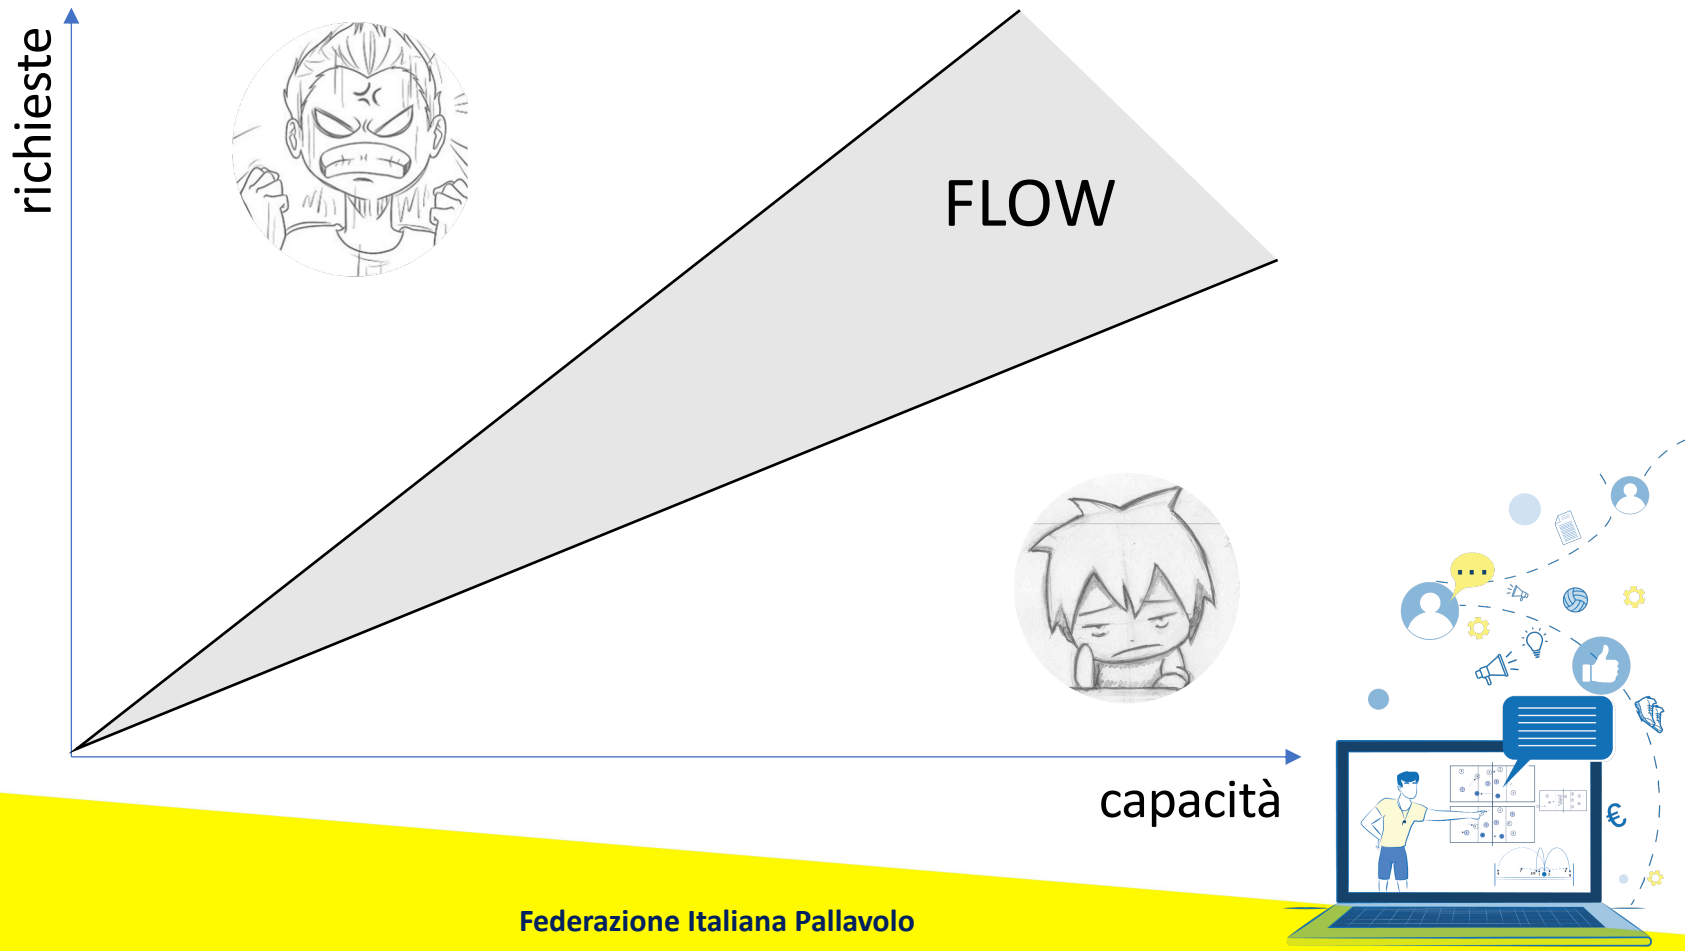 richieste
FLOW
capacità
€
Federazione Italiana Pallavolo